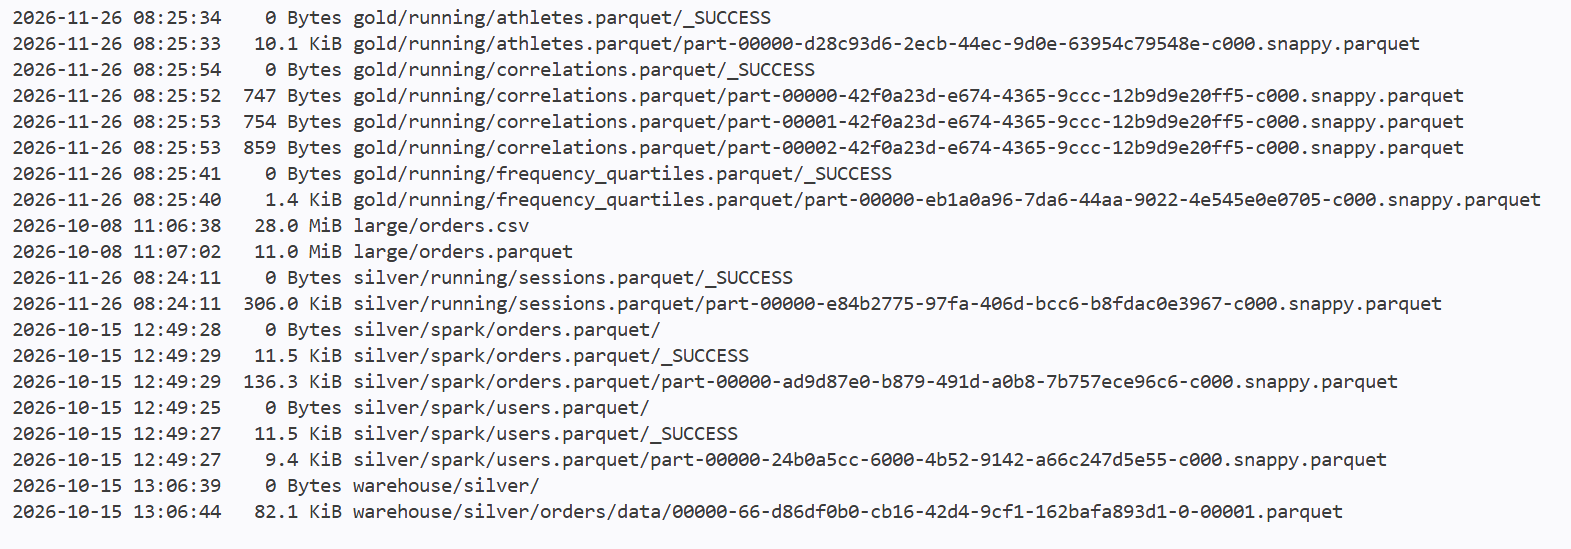 2026-11-26 08:25:34    0 Bytes gold/running/athletes.parquet/_SUCCESS
2026-11-26 08:25:33   10.1 KiB gold/running/athletes.parquet/part-00000-d28c93d6-2ecb-44ec-9d0e-63954c79548e-c000.snappy.parquet
2026-11-26 08:25:54    0 Bytes gold/running/correlations.parquet/_SUCCESS
2026-11-26 08:25:52  747 Bytes gold/running/correlations.parquet/part-00000-42f0a23d-e674-4365-9ccc-12b9d9e20ff5-c000.snappy.parquet
2026-11-26 08:25:53  754 Bytes gold/running/correlations.parquet/part-00001-42f0a23d-e674-4365-9ccc-12b9d9e20ff5-c000.snappy.parquet
2026-11-26 08:25:53  859 Bytes gold/running/correlations.parquet/part-00002-42f0a23d-e674-4365-9ccc-12b9d9e20ff5-c000.snappy.parquet
2026-11-26 08:25:41    0 Bytes gold/running/frequency_quartiles.parquet/_SUCCESS
2026-11-26 08:25:40    1.4 KiB gold/running/frequency_quartiles.parquet/part-00000-eb1a0a96-7da6-44aa-9022-4e545e0e0705-c000.snappy.parquet
2026-10-08 11:06:38   28.0 MiB large/orders.csv
2026-10-08 11:07:02   11.0 MiB large/orders.parquet
2026-11-26 08:24:11    0 Bytes silver/running/sessions.parquet/_SUCCESS
2026-11-26 08:24:11  306.0 KiB silver/running/sessions.parquet/part-00000-e84b2775-97fa-406d-bcc6-b8fdac0e3967-c000.snappy.parquet
2026-10-15 12:49:28    0 Bytes silver/spark/orders.parquet/
2026-10-15 12:49:29   11.5 KiB silver/spark/orders.parquet/_SUCCESS
2026-10-15 12:49:29  136.3 KiB silver/spark/orders.parquet/part-00000-ad9d87e0-b879-491d-a0b8-7b757ece96c6-c000.snappy.parquet
2026-10-15 12:49:25    0 Bytes silver/spark/users.parquet/
2026-10-15 12:49:27   11.5 KiB silver/spark/users.parquet/_SUCCESS
2026-10-15 12:49:27    9.4 KiB silver/spark/users.parquet/part-00000-24b0a5cc-6000-4b52-9142-a66c247d5e55-c000.snappy.parquet
2026-10-15 13:06:39    0 Bytes warehouse/silver/
2026-10-15 13:06:44   82.1 KiB warehouse/silver/orders/data/00000-66-d86df0b0-cb16-42d4-9cf1-162bafa893d1-0-00001.parquet